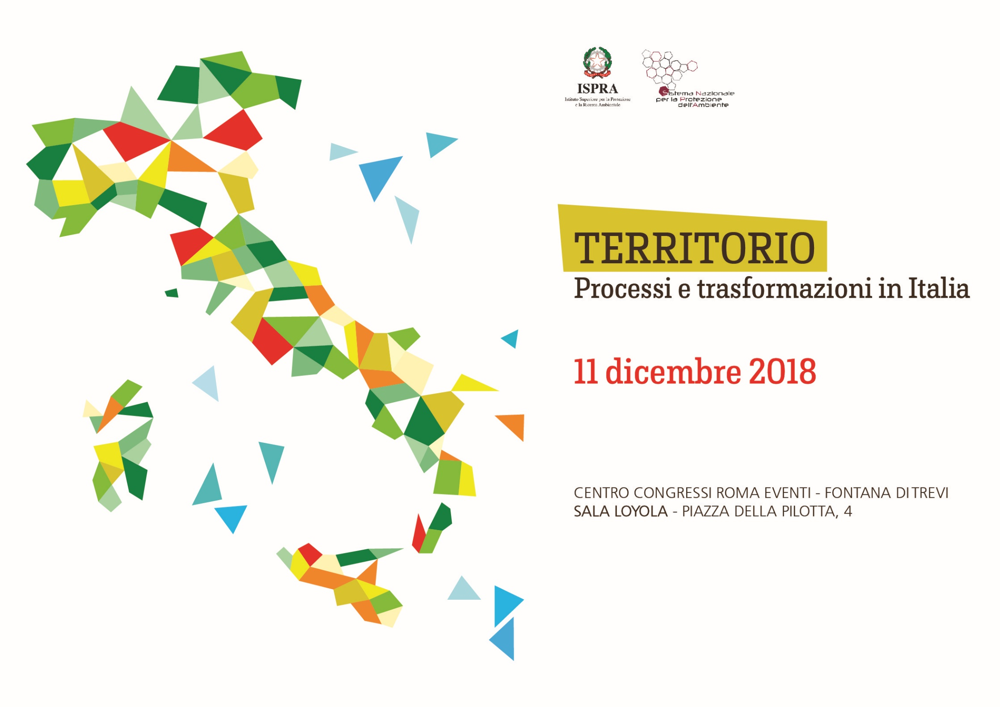 ISPRA
Istituto Superiore per la Protezione
e la Ricerca Ambientale
Sistema Nazionale
per la Protezione
dell'Ambiente
TERRITORIO
Processi e trasformazioni in Italia
11 dicembre 2018
CENTRO CONGRESSI ROMA EVENTI - FONTANA DI TREVI
SALA LOYOLA - PIAZZA DELLA PILOTTA, 4